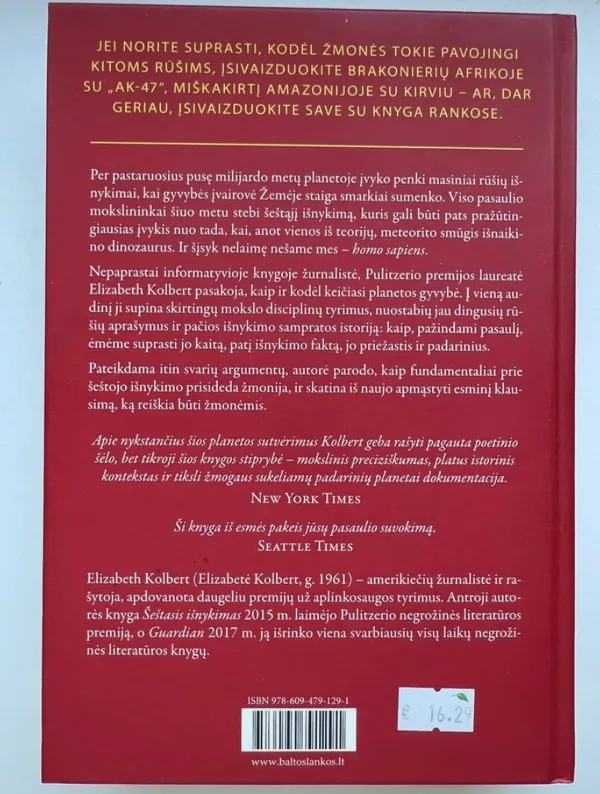 JEI NORITE SUPRASTI, KODĖL ŽMONĖS TOKIE PAVOJINGI
KITOMS RŪŠIMS, ĮSIVAIZDUOKITE BRAKONIERIŲ AFRIKOJE
SU „AK-47”, MIŠKAKIRTĮ AMAZONIJOJE SU KIRVIU – AR, DAR
GERIAU, ĮSIVAIZDUOKITE SAVE SU KNYGA RANKOSE.
Per pastaruosius pusę milijardo metų planetoje įvyko penki masiniai rūšių iš-
nykimai, kai gyvybės įvairovė Žemėje staiga smarkiai sumenko. Viso pasaulio
mokslininkai šiuo metu stebi šeštąjį išnykimą, kuris gali būti pats pražūtin-
giausias įvykis nuo tada, kai, anot vienos iš teorijų, meteorito smūgis išnaiki-
no dinozaurus. Ir šįsyk nelaimę nešame mes – homo sapiens.
Nepaprastai informatyvioje knygoje žurnalistė, Pulitzerio premijos laureatė
Elizabeth Kolbert pasakoja, kaip ir kodėl keičiasi planetos gyvybė. Į vieną au-
dinį ji supina skirtingų mokslo disciplinų tyrimus, nuostabių jau dingusių rū-
šių aprašymus ir pačios išnykimo sampratos istoriją: kaip, pažindami pasaulį,
ėmėme suprasti jo kaitą, patį išnykimo faktą, jo priežastis ir padarinius.
Pateikdama itin svarių argumentų, autorė parodo, kaip fundamentaliai prie
šeštojo išnykimo prisideda žmonija, ir skatina iš naujo apmąstyti esminį klau-
simą, ką reiškia būti žmonėmis.
Apie nykstančius šios planetos sutvėrimus Kolbert geba rašyti pagauta poetinio
šėlo, bet tikroji šios knygos stiprybė – mokslinis preciziškumas, platus istorinis
kontekstas ir tiksli žmogaus sukeliamų padarinių planetai dokumentacija.
NEW YORK TIMES
Ši knyga iš esmės pakeis jūsų pasaulio suvokimą.
SEATTLE TIMES
Elizabeth Kolbert (Elizabetė Kolbert, g. 1961) – amerikiečių žurnalistė ir ra-
šytoja, apdovanota daugeliu premijų už aplinkosaugos tyrimus. Antroji auto-
rės knyga Šeštasis išnykimas 2015 m. laimėjo Pulitzerio negrožinės literatūros
premiją, o Guardian 2017 m. ją išrinko viena svarbiausių visų laikų negroži-
nės literatūros knygų.
ISBN 978-609-479-129-1
€ 16.29
www.baltoslankos.lt